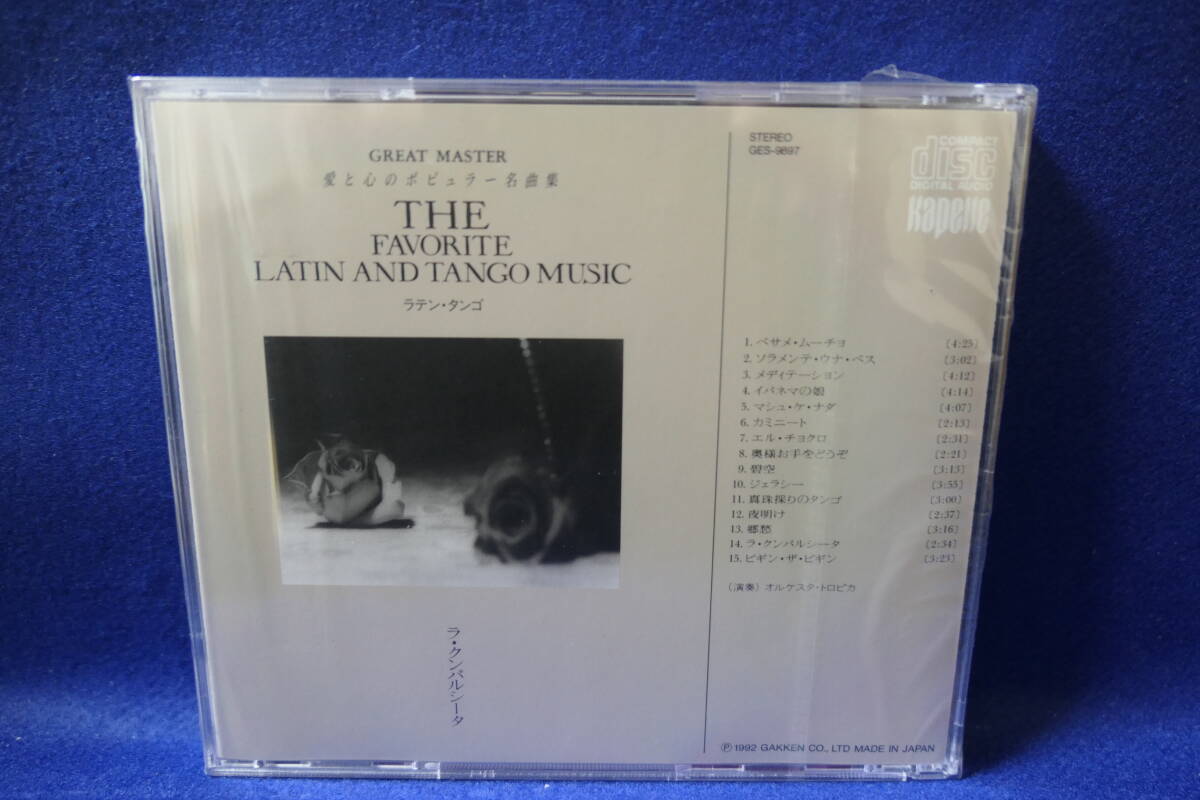 GREAT MASTER
愛と心のポピュラー名曲集
THE
FAVORITE
LATIN AND TANGO MUSIC
ラテン・タンゴ
ラ・クンパルシータ
STEREO
GES-9897
COMPACT
disc
DIGITAL AUDIO
Kapelle
1. ベサメ・ムーチョ [4:25]
2. ソラメンテ・ウナ・ベス [3:02]
3. メディテーション [4:12]
4. イパネマの娘 [4:14]
5. マシュ・ケ・ナダ [4:07]
6. カミニート [2:13]
7. エル・チョクロ [2:31]
8. 奥様お手をどうぞ [2:21]
9. 碧空 [3:13]
10. ジェラシー [3:55]
11. 真珠採りのタンゴ [3:00]
12. 夜明け [2:37]
13. 郷愁 [3:16]
14. ラ・クンパルシータ [2:34]
15. ビギン・ザ・ビギン [3:23]
(演奏) オルケスタ・トロピカ
Ⓟ 1992 GAKKEN CO., LTD MADE IN JAPAN